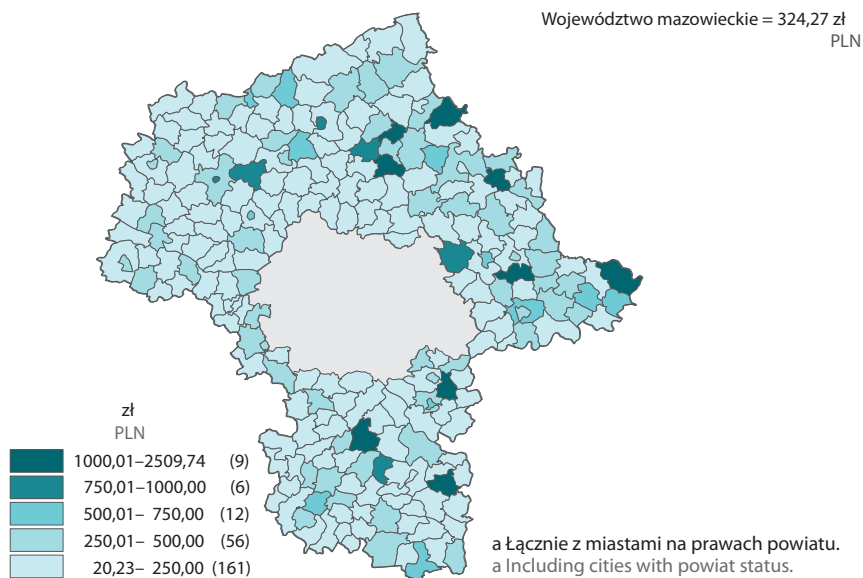 Województwo mazowieckie = 324,27 zł
PLN
zł
PLN
1000,01–2509,74 (9)
750,01–1000,00 (6)
500,01– 750,00 (12)
250,01– 500,00 (56)
20,23– 250,00 (161)
a Łącznie z miastami na prawach powiatu.
a Including cities with powiat status.